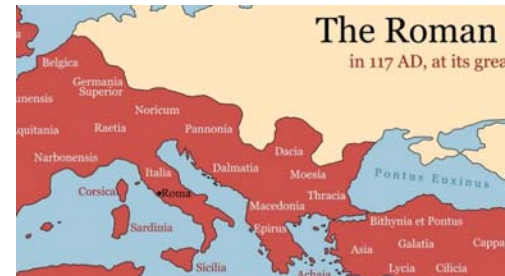 The Roman
in 117 AD, at its grea
Belgica
Germania
Superior
unensis
Noricum
quitania
Raetia
Pannonia
Narbonensis
Italia
Dacia
Dalmatia
Moesia
Pontus Euxinus
Corsica
Roma
Thracia
Macedonia
Bithynia et Pontus
Sardinia
Epirus
Asia
Galatia
Cappa
Sicilia
Achaia
Lycia
Cilicia